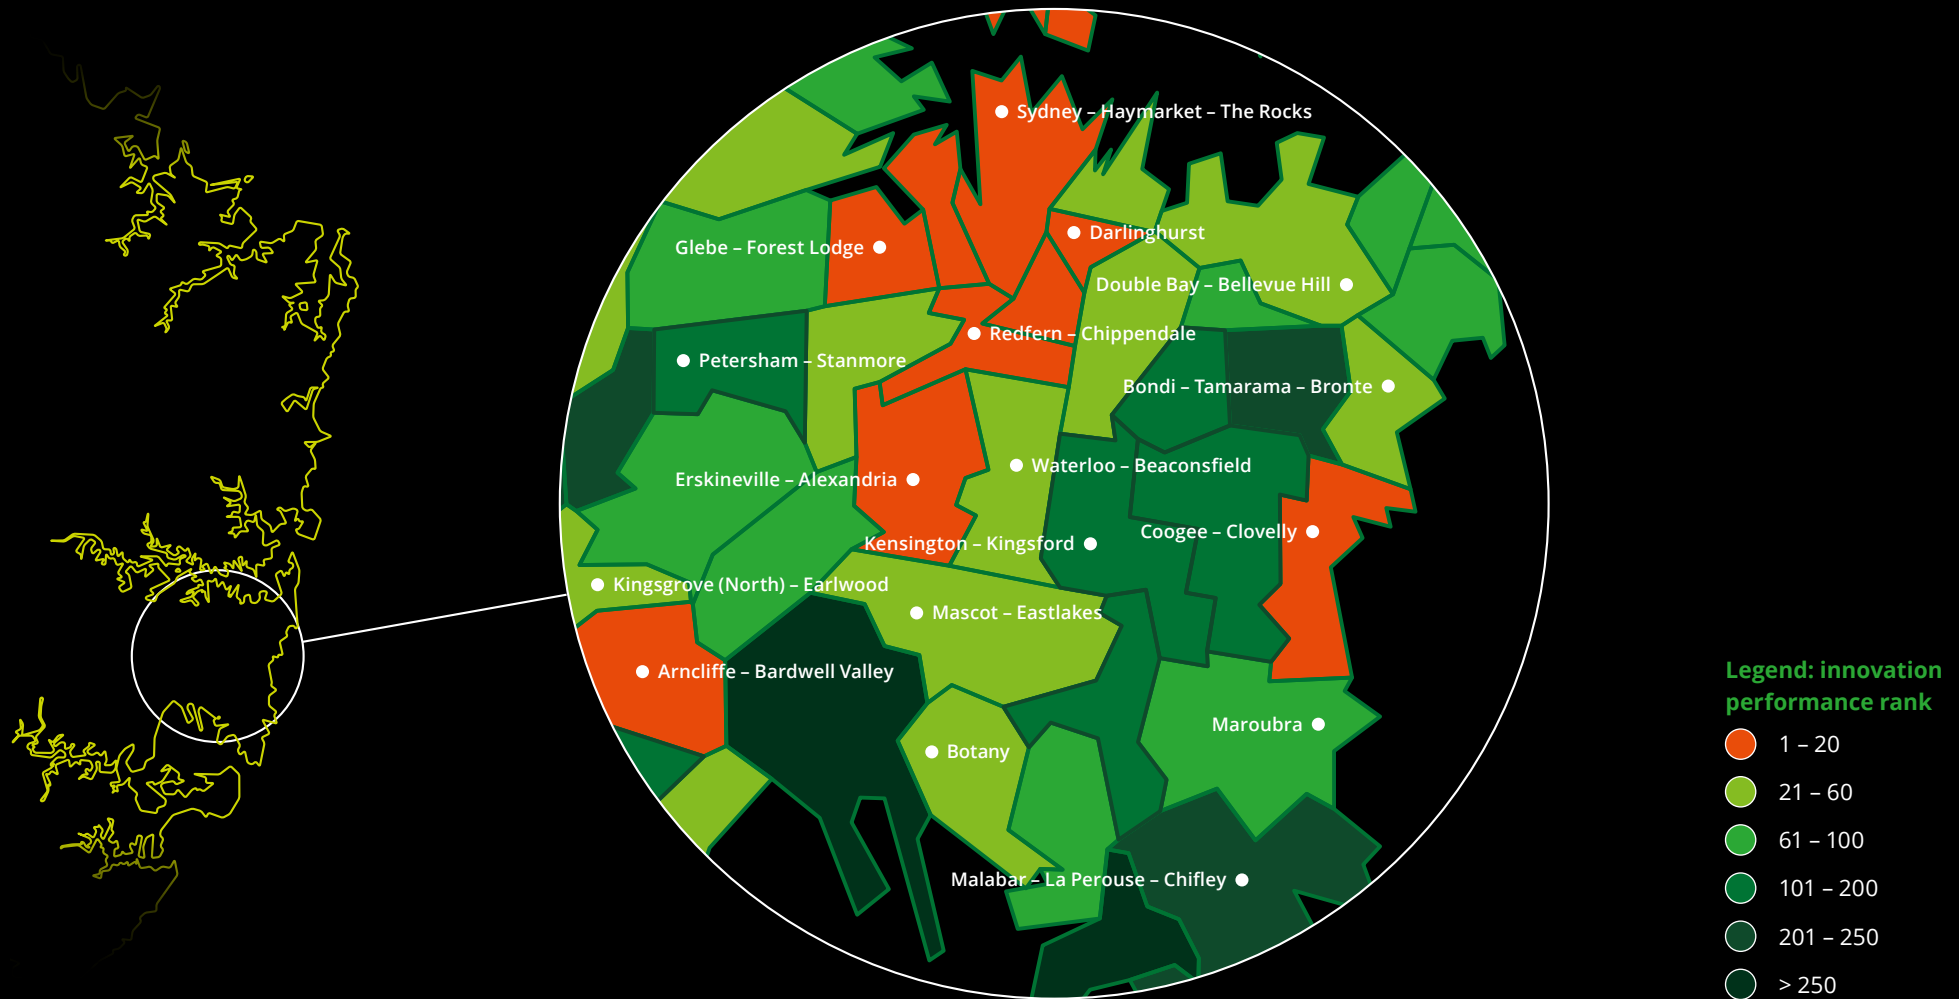 Sydney – Haymarket – The Rocks
Darlinghurst
Glebe – Forest Lodge
Double Bay – Bellevue Hill
Redfern – Chippendale
Petersham – Stanmore
Bondi – Tamarama – Bronte
Waterloo – Beaconsfield
Erskineville – Alexandria
Coogee – Clovelly
Kensington – Kingsford
Kingsgrove (North) – Earlwood
Mascot – Eastlakes
Arncliffe – Bardwell Valley
Maroubra
Botany
Malabar – La Perouse – Chifley
Legend: innovation
performance rank
1 – 20
21 – 60
61 – 100
101 – 200
201 – 250
> 250